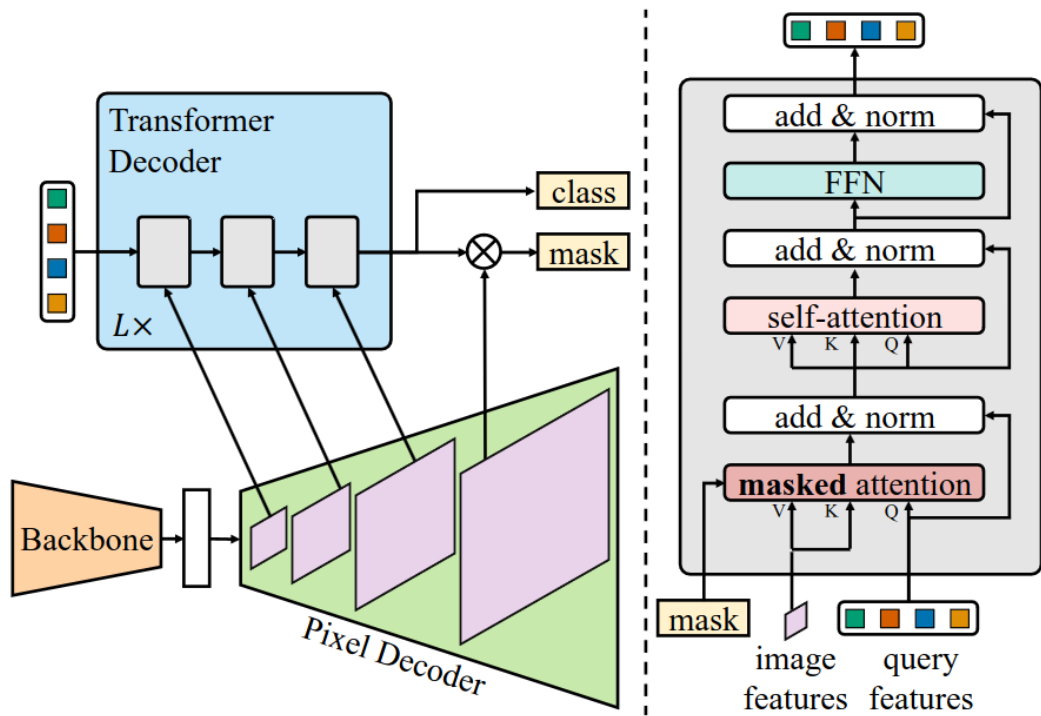 Transformer
Decoder
L×
class
mask
Backbone
Pixel Decoder
add & norm
FFN
add & norm
self-attention
V K Q
add & norm
masked attention
V K Q
mask
image
features
query
features